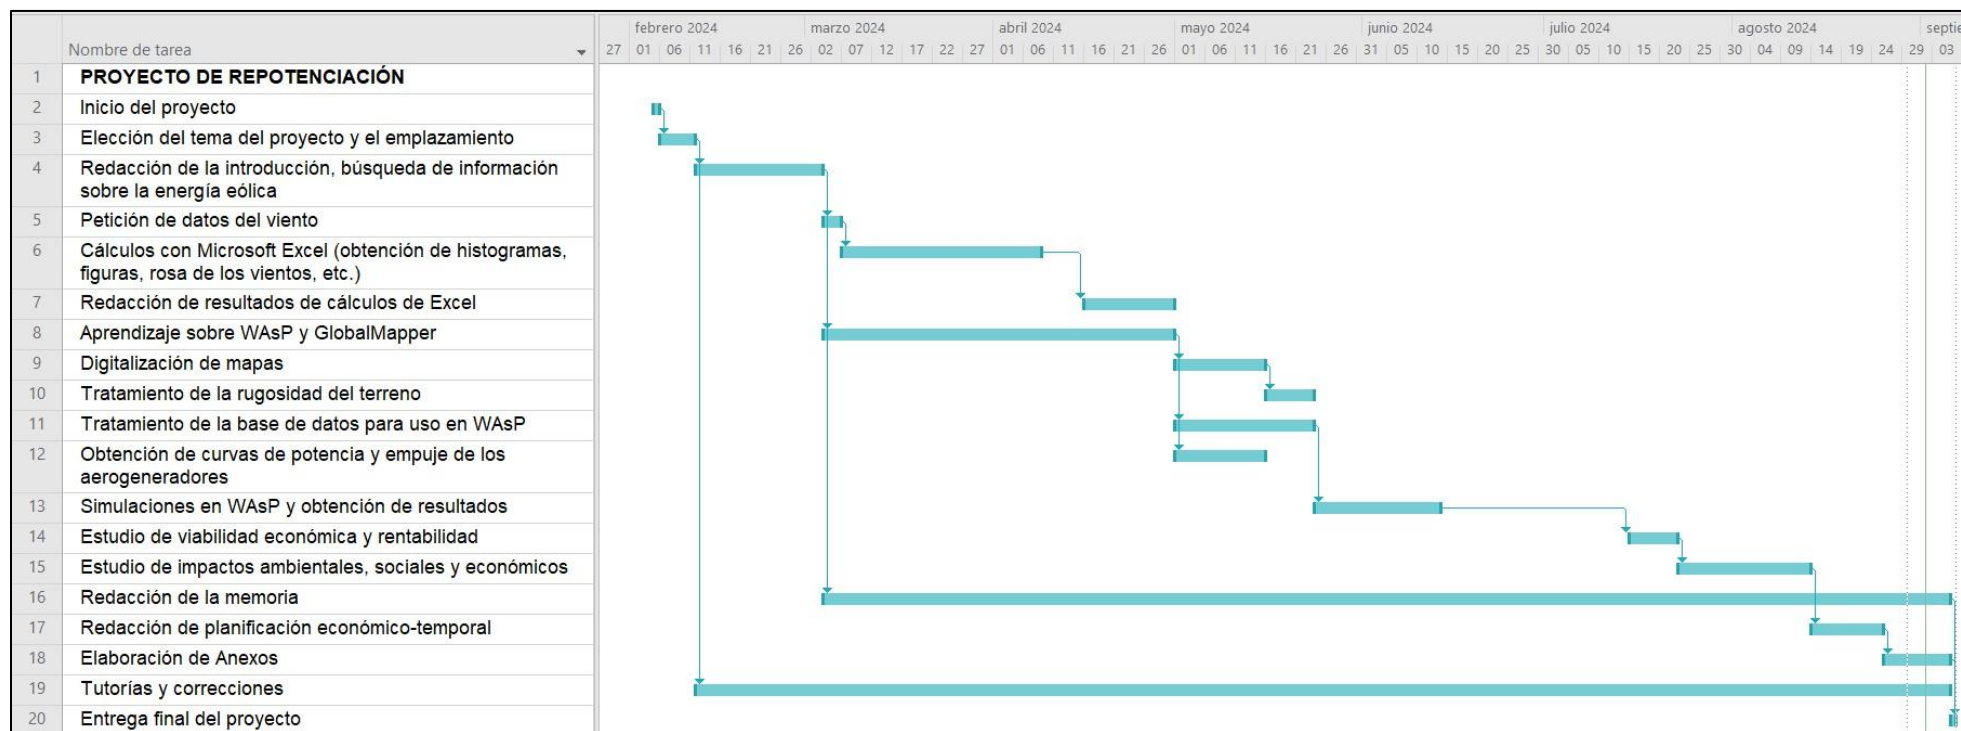 febrero 2024 marzo 2024 abril 2024 mayo 2024 junio 2024 julio 2024 agosto 2024 septie
Nombre de tarea 27 01 06 11 16 21 26 02 07 12 17 22 27 01 06 11 16 21 26 01 06 11 16 21 26 31 05 10 15 20 25 30 05 10 15 20 25 30 04 09 14 19 24 29 03
1 PROYECTO DE REPOTENCIACIÓN
2 Inicio del proyecto
3 Elección del tema del proyecto y el emplazamiento
4 Redacción de la introducción, búsqueda de información
sobre la energía eólica
5 Petición de datos del viento
6 Cálculos con Microsoft Excel (obtención de histogramas,
figuras, rosa de los vientos, etc.)
7 Redacción de resultados de cálculos de Excel
8 Aprendizaje sobre WAsP y GlobalMapper
9 Digitalización de mapas
10 Tratamiento de la rugosidad del terreno
11 Tratamiento de la base de datos para uso en WAsP
12 Obtención de curvas de potencia y empuje de los
aerogeneradores
13 Simulaciones en WAsP y obtención de resultados
14 Estudio de viabilidad económica y rentabilidad
15 Estudio de impactos ambientales, sociales y económicos
16 Redacción de la memoria
17 Redacción de planificación económico-temporal
18 Elaboración de Anexos
19 Tutorías y correcciones
20 Entrega final del proyecto